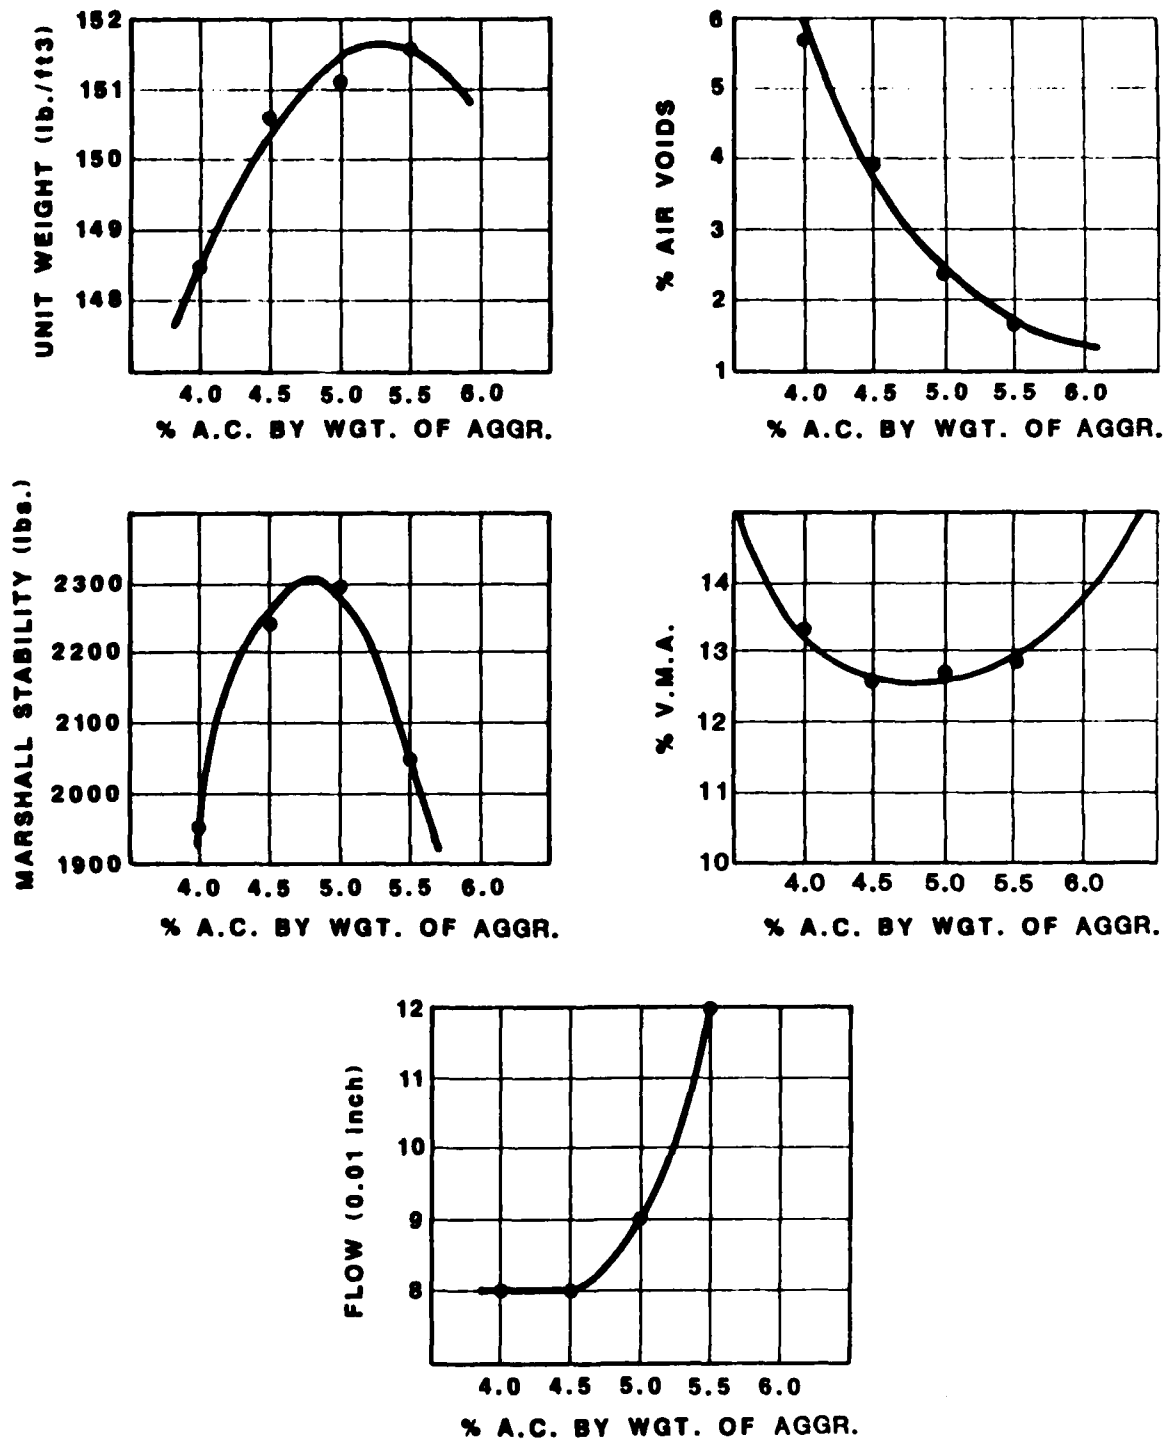 UNIT WEIGHT (lb./ft3)
152
151
150
149
148
4.0 4.5 5.0 5.5 6.0
% A.C. BY WGT. OF AGGR.
% AIR VOIDS
6
5
4
3
2
1
4.0 4.5 5.0 5.5 6.0
% A.C. BY WGT. OF AGGR.
MARSHALL STABILITY (lbs.)
2300
2200
2100
2000
1900
4.0 4.5 5.0 5.5 6.0
% A.C. BY WGT. OF AGGR.
% V.M.A.
14
13
12
11
10
4.0 4.5 5.0 5.5 6.0
% A.C. BY WGT. OF AGGR.
FLOW (0.01 inch)
12
11
10
9
8
4.0 4.5 5.0 5.5 6.0
% A.C. BY WGT. OF AGGR.